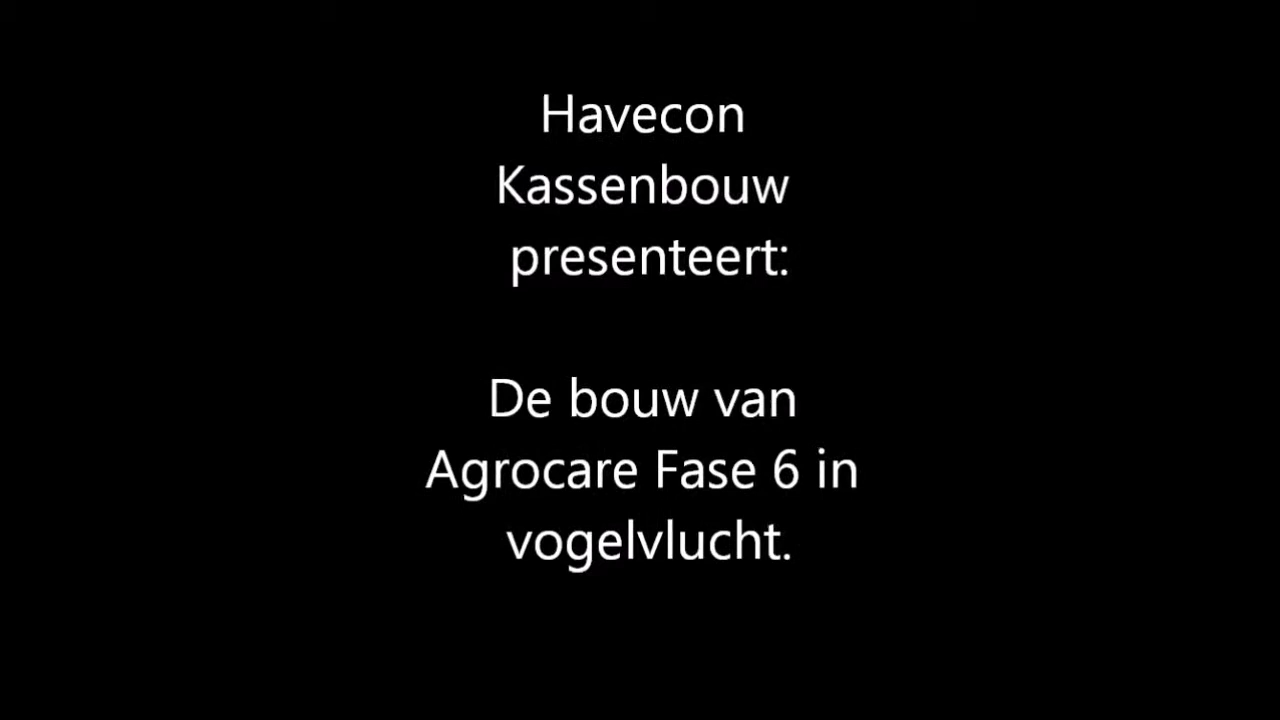 Havecon
Kassenbouw
presenteert:
De bouw van
Agrocare Fase 6 in
vogelvlucht.